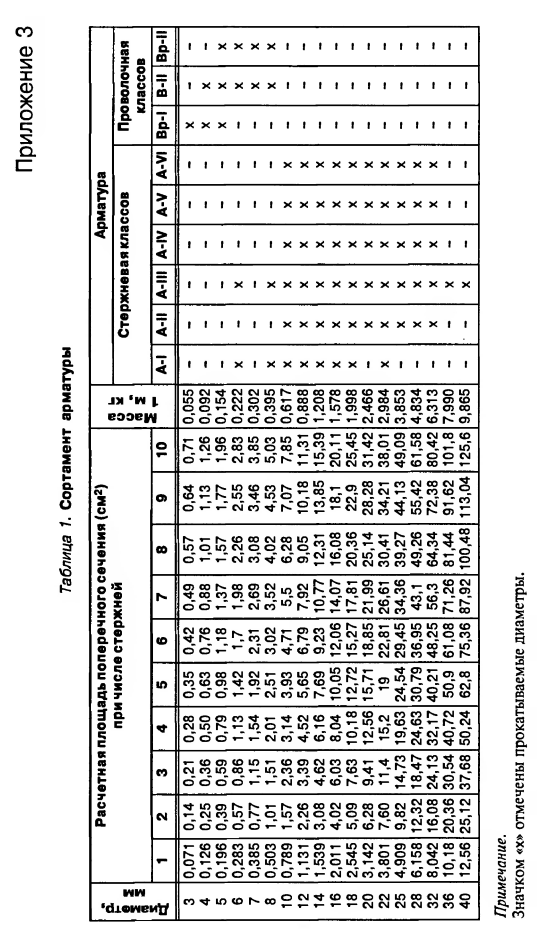 Приложение 3
Таблица 1. Сортамент арматуры
Диаметр, мм Расчетная площадь поперечного сечения (см²) при числе стержней Масса 1 м, кг Арматура
Стержневая классов Проволочная классов
1 2 3 4 5 6 7 8 9 10 А-I А-II А-III А-IV А-V А-VI Вр-I В-II Вр-II
3 0,071 0,14 0,21 0,28 0,35 0,42 0,49 0,57 0,64 0,71 0,055 – – – – – – х – –
4 0,126 0,25 0,36 0,50 0,63 0,76 0,88 1,01 1,13 1,26 0,092 – – – – – – х х –
5 0,196 0,39 0,59 0,79 0,98 1,18 1,37 1,57 1,77 1,96 0,154 – – – – – – х х х
6 0,283 0,57 0,86 1,13 1,42 1,7 1,98 2,26 2,55 2,83 0,222 х – х – – – – х х
7 0,385 0,77 1,15 1,54 1,92 2,31 2,69 3,08 3,46 3,85 0,302 – – – – – – – х х
8 0,503 1,01 1,51 2,01 2,51 3,02 3,52 4,02 4,53 5,03 0,395 х – х – – – – х х
10 0,789 1,57 2,36 3,14 3,93 4,71 5,5 6,28 7,07 7,85 0,617 х х х х х х – – –
12 1,131 2,26 3,39 4,52 5,65 6,79 7,92 9,05 10,18 11,31 0,888 х х х х х х – – –
14 1,539 3,08 4,62 6,16 7,69 9,23 10,77 12,31 13,85 15,39 1,208 х х х х х х – – –
16 2,011 4,02 6,03 8,04 10,05 12,06 14,07 16,08 18,1 20,11 1,578 х х х х х х – – –
18 2,545 5,09 7,63 10,18 12,72 15,27 17,81 20,36 22,9 25,45 1,998 х х х х х х – – –
20 3,142 6,28 9,41 12,56 15,71 18,85 21,99 25,14 28,28 31,42 2,466 – х х х х х – – –
22 3,801 7,60 11,4 15,2 19 22,81 26,61 30,41 34,21 38,01 2,984 х х х х х х – – –
25 4,909 9,82 14,73 19,63 24,54 29,45 34,36 39,27 44,13 49,09 3,853 – х х х х х – – –
28 6,158 12,32 18,47 24,63 30,79 36,95 43,1 49,26 55,42 61,58 4,834 – х х х х х – – –
32 8,042 16,08 24,13 32,17 40,21 48,25 56,3 64,34 72,38 80,42 6,313 – х х х х х – – –
36 10,18 20,36 30,54 40,72 50,9 61,08 71,26 81,44 91,62 101,8 7,990 – – х – – – – – –
40 12,56 25,12 37,68 50,24 62,8 75,36 87,92 100,48 113,04 125,6 9,865 – – х – – – – – –
Примечание.
Значком «х» отмечены прокатываемые диаметры.